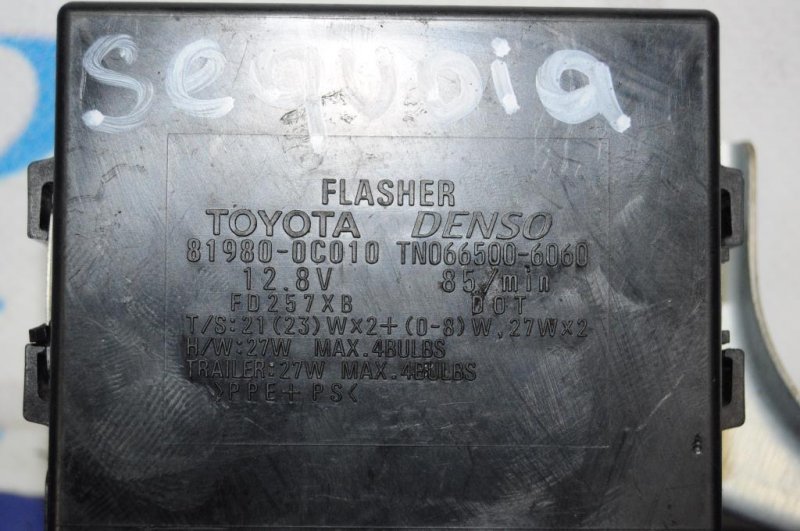 sequoia
FLASHER
TOYOTA DENSO
81980-0C010 TN066500-6060
12.8V 85/min
FD257XB DOT
T/S:21(23)W×2+(0-8)W,27W×2
H/W:27W MAX.4BULBS
TRAILER:27W MAX.4BULBS
>PPE+PS<